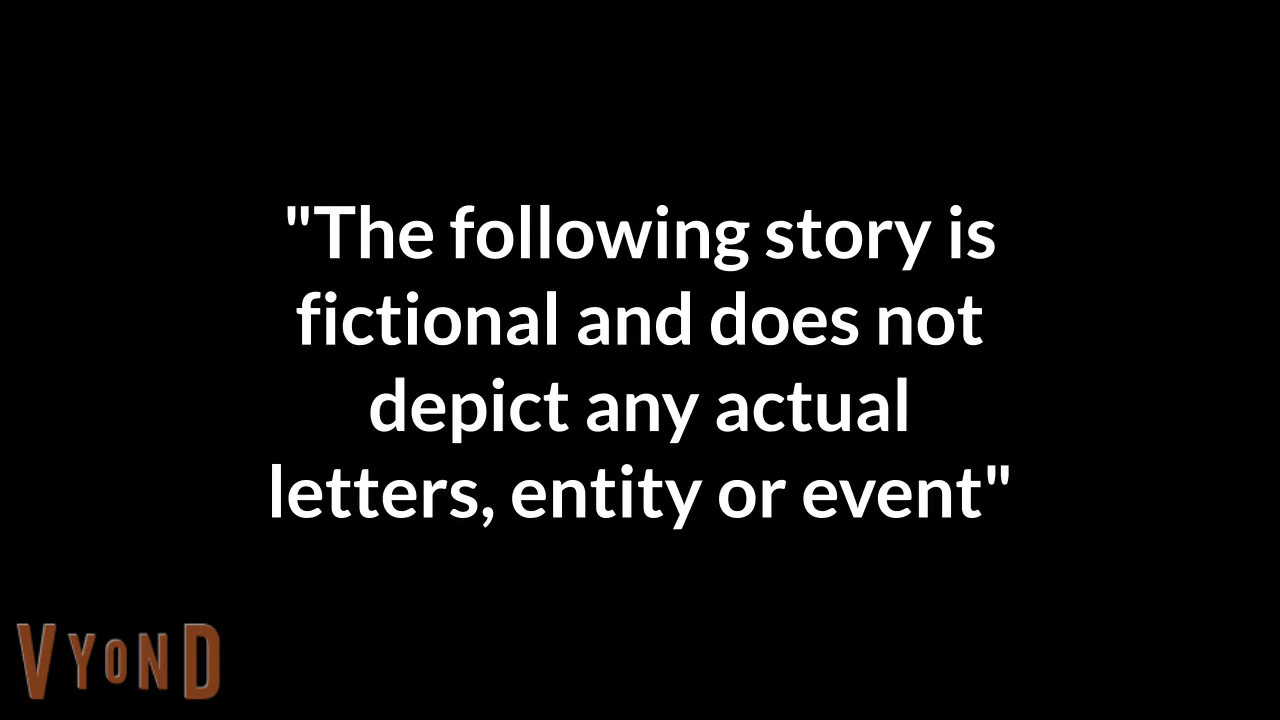 "The following story is
fictional and does not
depict any actual
letters, entity or event"
VYOND